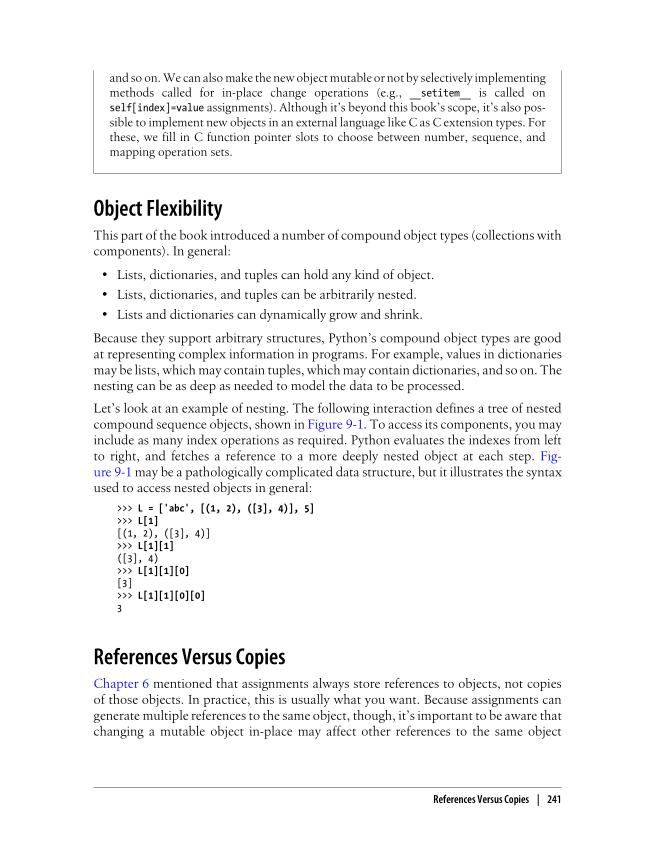 and so on. We can also make the new object mutable or not by selectively implementing
methods called for in-place change operations (e.g., __setitem__ is called on
self[index]=value assignments). Although it's beyond this book's scope, it's also pos-
sible to implement new objects in an external language like C as C extension types. For
these, we fill in C function pointer slots to choose between number, sequence, and
mapping operation sets.
Object Flexibility
This part of the book introduced a number of compound object types (collections with
components). In general:
• Lists, dictionaries, and tuples can hold any kind of object.
• Lists, dictionaries, and tuples can be arbitrarily nested.
• Lists and dictionaries can dynamically grow and shrink.
Because they support arbitrary structures, Python's compound object types are good
at representing complex information in programs. For example, values in dictionaries
may be lists, which may contain tuples, which may contain dictionaries, and so on. The
nesting can be as deep as needed to model the data to be processed.
Let's look at an example of nesting. The following interaction defines a tree of nested
compound sequence objects, shown in Figure 9-1. To access its components, you may
include as many index operations as required. Python evaluates the indexes from left
to right, and fetches a reference to a more deeply nested object at each step. Fig-
ure 9-1 may be a pathologically complicated data structure, but it illustrates the syntax
used to access nested objects in general:
>>> L = ['abc', [(1, 2), ([3], 4)], 5]
>>> L[1]
[(1, 2), ([3], 4)]
>>> L[1][1]
([3], 4)
>>> L[1][1][0]
[3]
>>> L[1][1][0][0]
3
References Versus Copies
Chapter 6 mentioned that assignments always store references to objects, not copies
of those objects. In practice, this is usually what you want. Because assignments can
generate multiple references to the same object, though, it's important to be aware that
changing a mutable object in-place may affect other references to the same object
References Versus Copies | 241